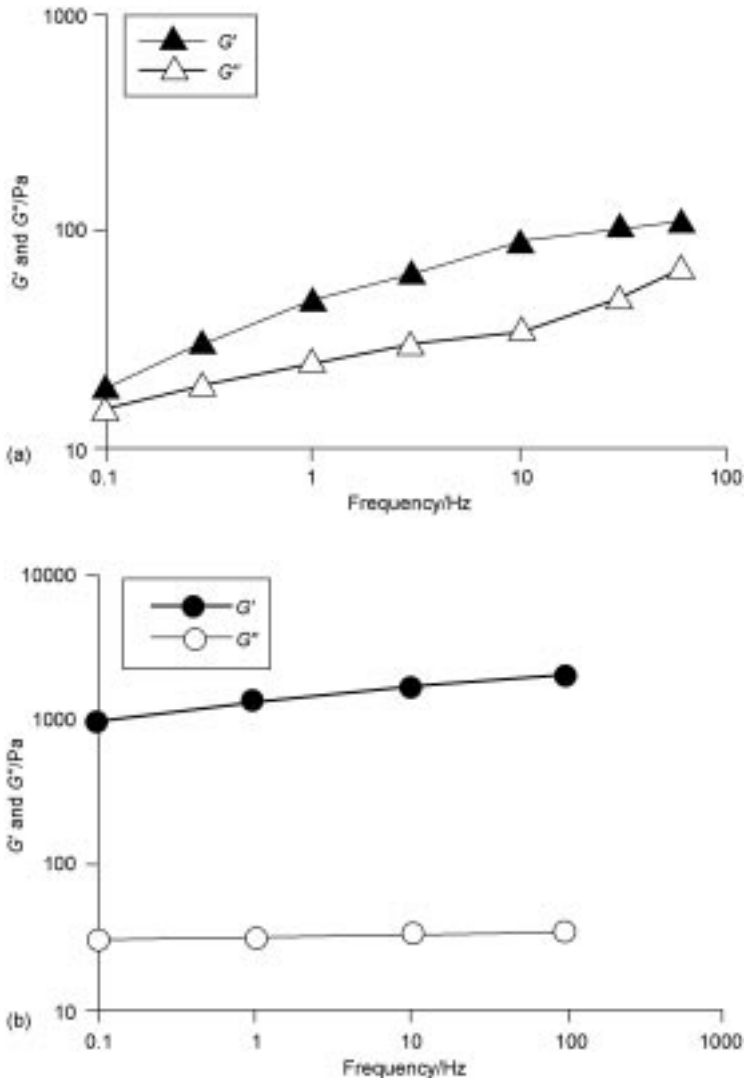 1000
G'
G"
100
G' and G"/Pa
10
(a)
0.1 1 10 100
Frequency/Hz
10000
G'
G"
1000
G' and G"/Pa
100
10
(b)
0.1 1 10 100 1000
Frequency/Hz